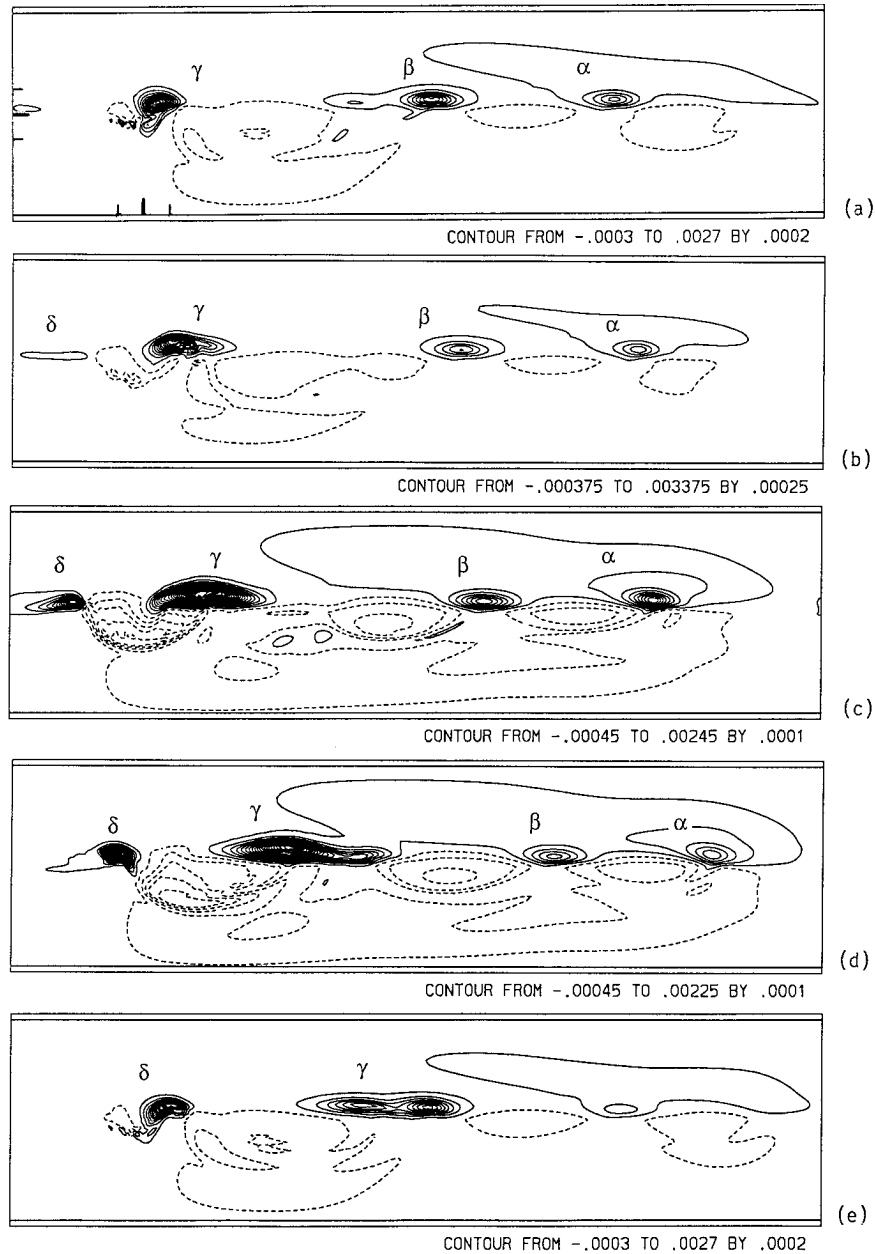 γ
β
α
(a)
CONTOUR FROM -.0003 TO .0027 BY .0002
δ
γ
β
α
(b)
CONTOUR FROM -.000375 TO .003375 BY .00025
δ
γ
β
α
(c)
CONTOUR FROM -.00045 TO .00245 BY .0001
δ
γ
β
α
(d)
CONTOUR FROM -.00045 TO .00225 BY .0001
δ
γ
(e)
CONTOUR FROM -.0003 TO .0027 BY .0002